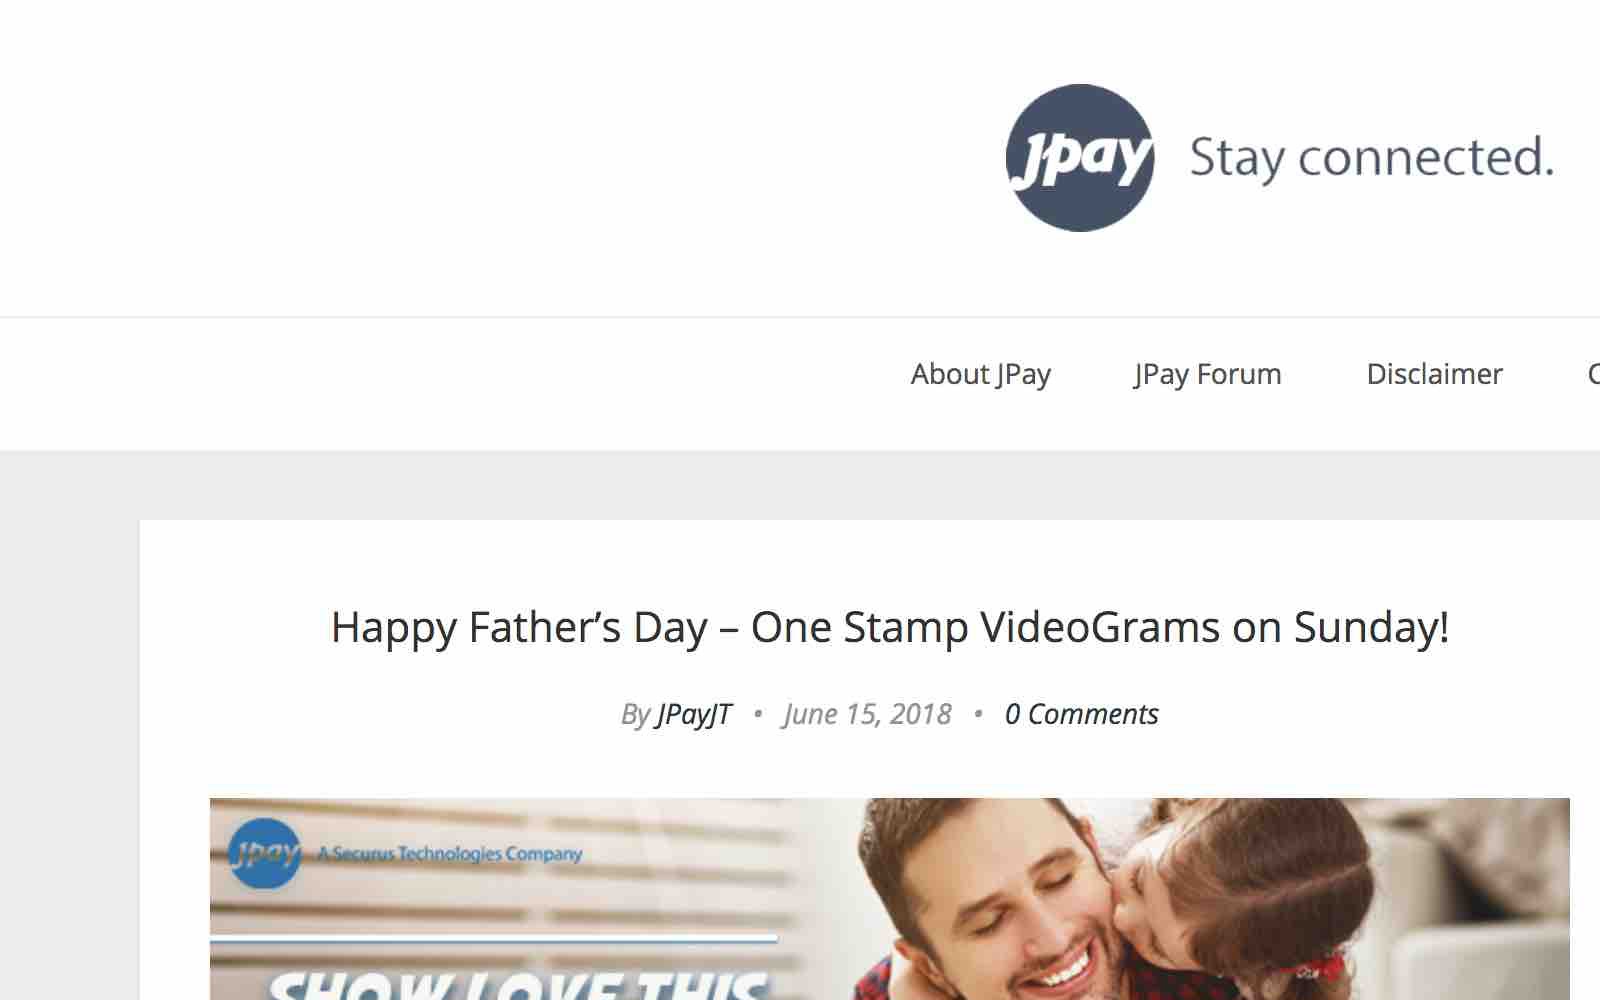 Jpay Stay connected.
About JPay JPay Forum Disclaimer
Happy Father’s Day – One Stamp VideoGrams on Sunday!
By JPayJT • June 15, 2018 • 0 Comments
Jpay A Securus Technologies Company
SHOW LOVE THIS